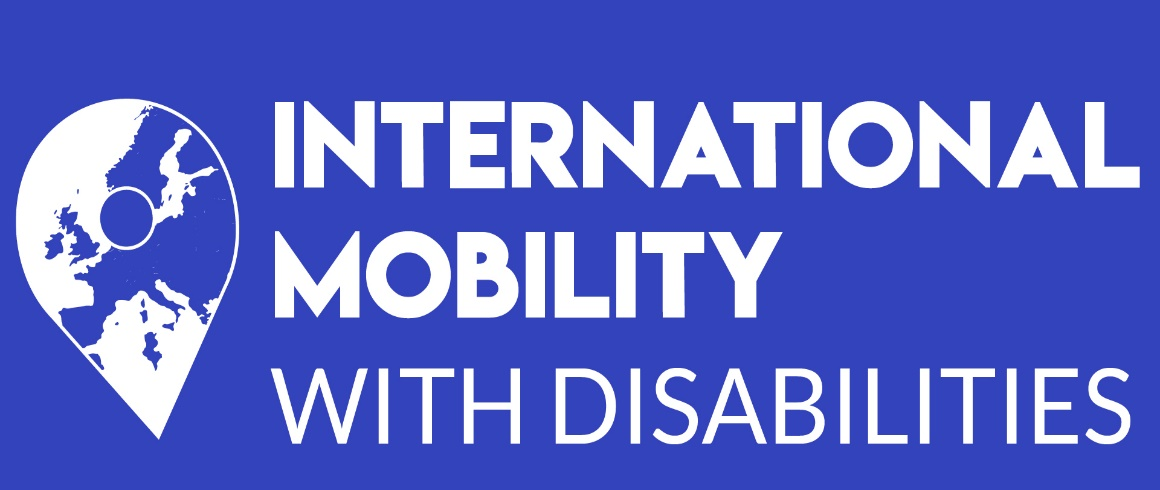 INTERNATIONAL
MOBILITY
WITH DISABILITIES